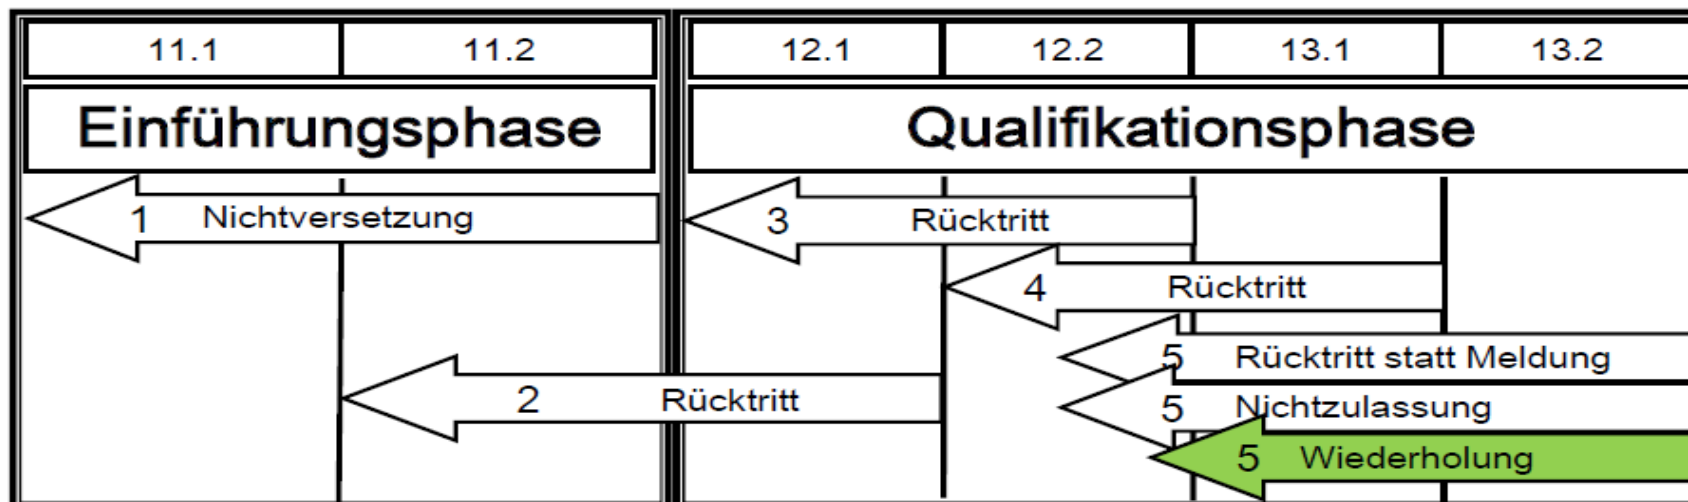 11.1 11.2 12.1 12.2 13.1 13.2
Einführungsphase Qualifikationsphase
1 Nichtversetzung 3 Rücktritt
4 Rücktritt
5 Rücktritt statt Meldung
2 Rücktritt 5 Nichtzulassung
5 Wiederholung